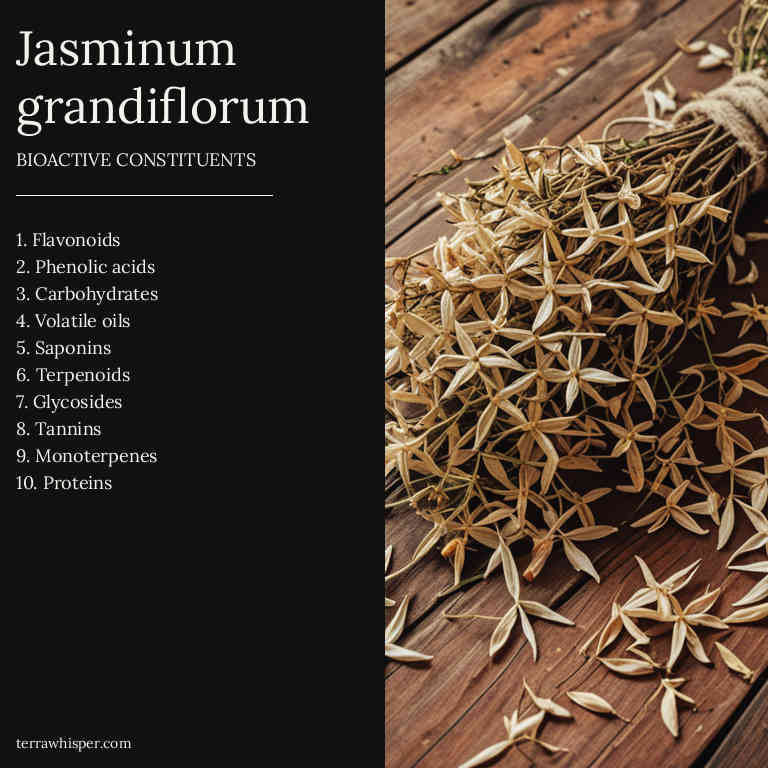 Jasminum
grandiflorum
BIOACTIVE CONSTITUENTS
1. Flavonoids
2. Phenolic acids
3. Carbohydrates
4. Volatile oils
5. Saponins
6. Terpenoids
7. Glycosides
8. Tannins
9. Monoterpenes
10. Proteins
terrawhisper.com